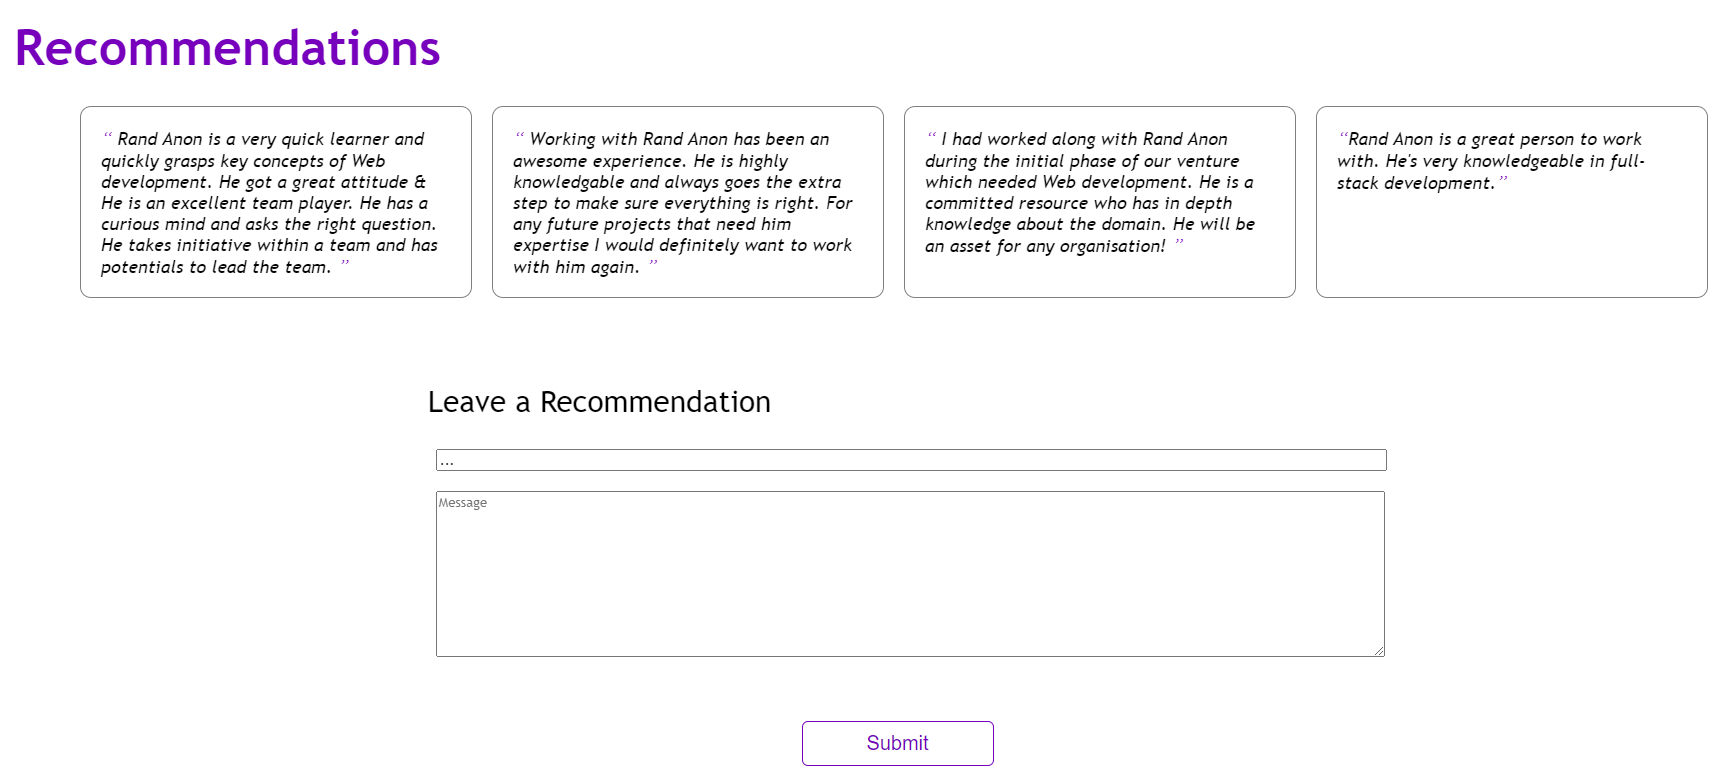 Recommendations
“ Rand Anon is a very quick learner and
quickly grasps key concepts of Web
development. He got a great attitude &
He is an excellent team player. He has a
curious mind and asks the right question.
He takes initiative within a team and has
potentials to lead the team. ”
“ Working with Rand Anon has been an
awesome experience. He is highly
knowledgable and always goes the extra
step to make sure everything is right. For
any future projects that need him
expertise I would definitely want to work
with him again. ”
“ I had worked along with Rand Anon
during the initial phase of our venture
which needed Web development. He is a
committed resource who has in depth
knowledge about the domain. He will be
an asset for any organisation! ”
“Rand Anon is a great person to work
with. He's very knowledgeable in full-
stack development.”
Leave a Recommendation
...
Message
Submit